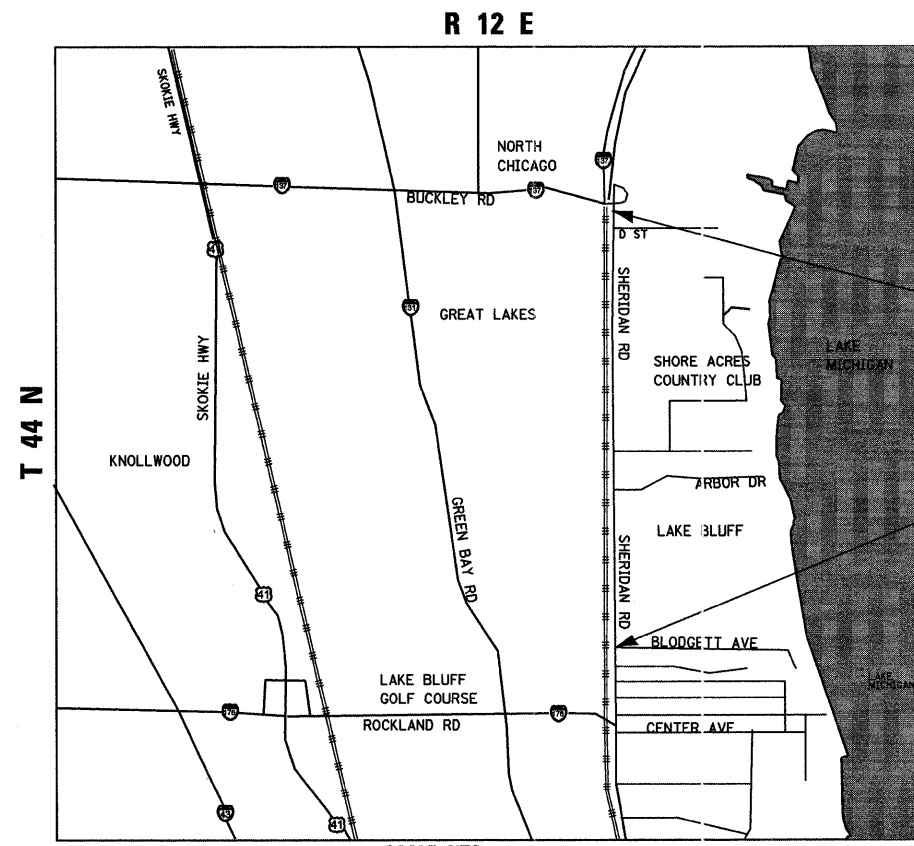 R 12 E
SKOKIE HWY
NORTH
CHICAGO
137
137
137
BUCKLEY RD
D ST
41
131
GREAT LAKES
SHERIDAN RD
LAKE
MICHIGAN
SHORE ACRES
COUNTRY CLUB
SKOKIE HWY
T 44 N
KNOLLWOOD
ARBOR DR
GREEN BAY RD
LAKE BLUFF
SHERIDAN RD
41
BLODGETT AVE
LAKE BLUFF
GOLF COURSE
LAKE
MICHIGAN
176
176
ROCKLAND RD
CENTER AVE
43
41